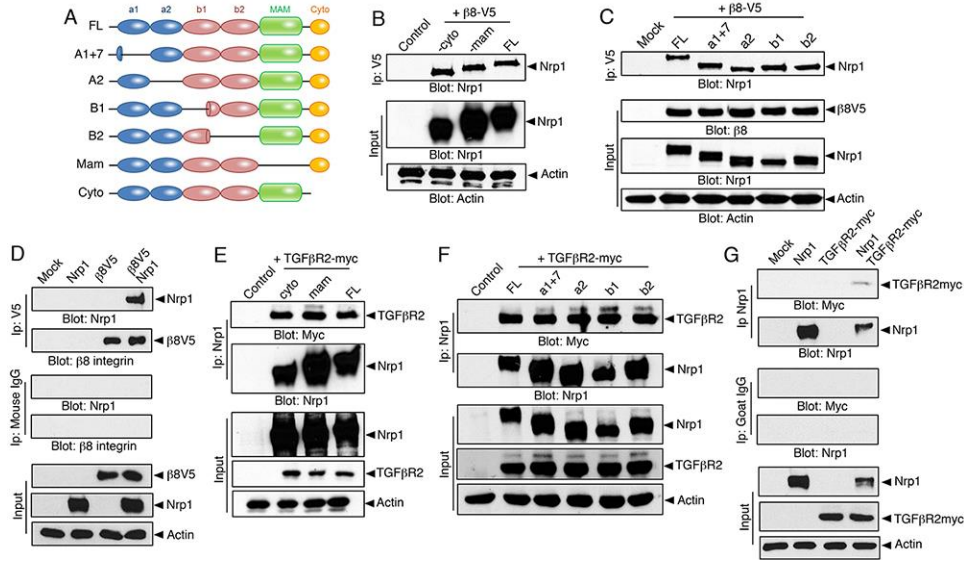 A
a1 a2 b1 b2 MAM Cyto
FL
A1+7
A2
B1
B2
Mam
Cyto
B
+ β8-V5
Control -cyto -mam FL
Ip: V5
Nrp1
Blot: Nrp1
Input
Nrp1
Blot: Nrp1
Actin
Blot: Actin
C
+ β8-V5
Mock FL a1+7 a2 b1 b2
Ip: V5
Nrp1
Blot: Nrp1
Input
β8V5
Blot: β8
Nrp1
Blot: Nrp1
Actin
Blot: Actin
D
Mock Nrp1 β8V5 β8V5 Nrp1
Ip: V5
Nrp1
Blot: Nrp1
β8V5
Blot: β8 integrin
Ip: Mouse IgG
Blot: Nrp1
Blot: β8 integrin
Input
β8V5
Nrp1
Actin
E
+ TGFβR2-myc
Control cyto mam FL
Ip: Nrp1
TGFβR2
Blot: Myc
Nrp1
Blot: Nrp1
Input
Nrp1
TGFβR2
Actin
F
+ TGFβR2-myc
Control FL a1+7 a2 b1 b2
Ip: Nrp1
TGFβR2
Blot: Myc
Nrp1
Blot: Nrp1
Input
Nrp1
TGFβR2
Actin
G
Mock Nrp1 TGFβR2-myc Nrp1 TGFβR2-myc
Ip Nrp1
TGFβR2myc
Blot: Myc
Nrp1
Blot: Nrp1
Ip: Goat IgG
Blot: Myc
Blot: Nrp1
Input
Nrp1
TGFβR2myc
Actin